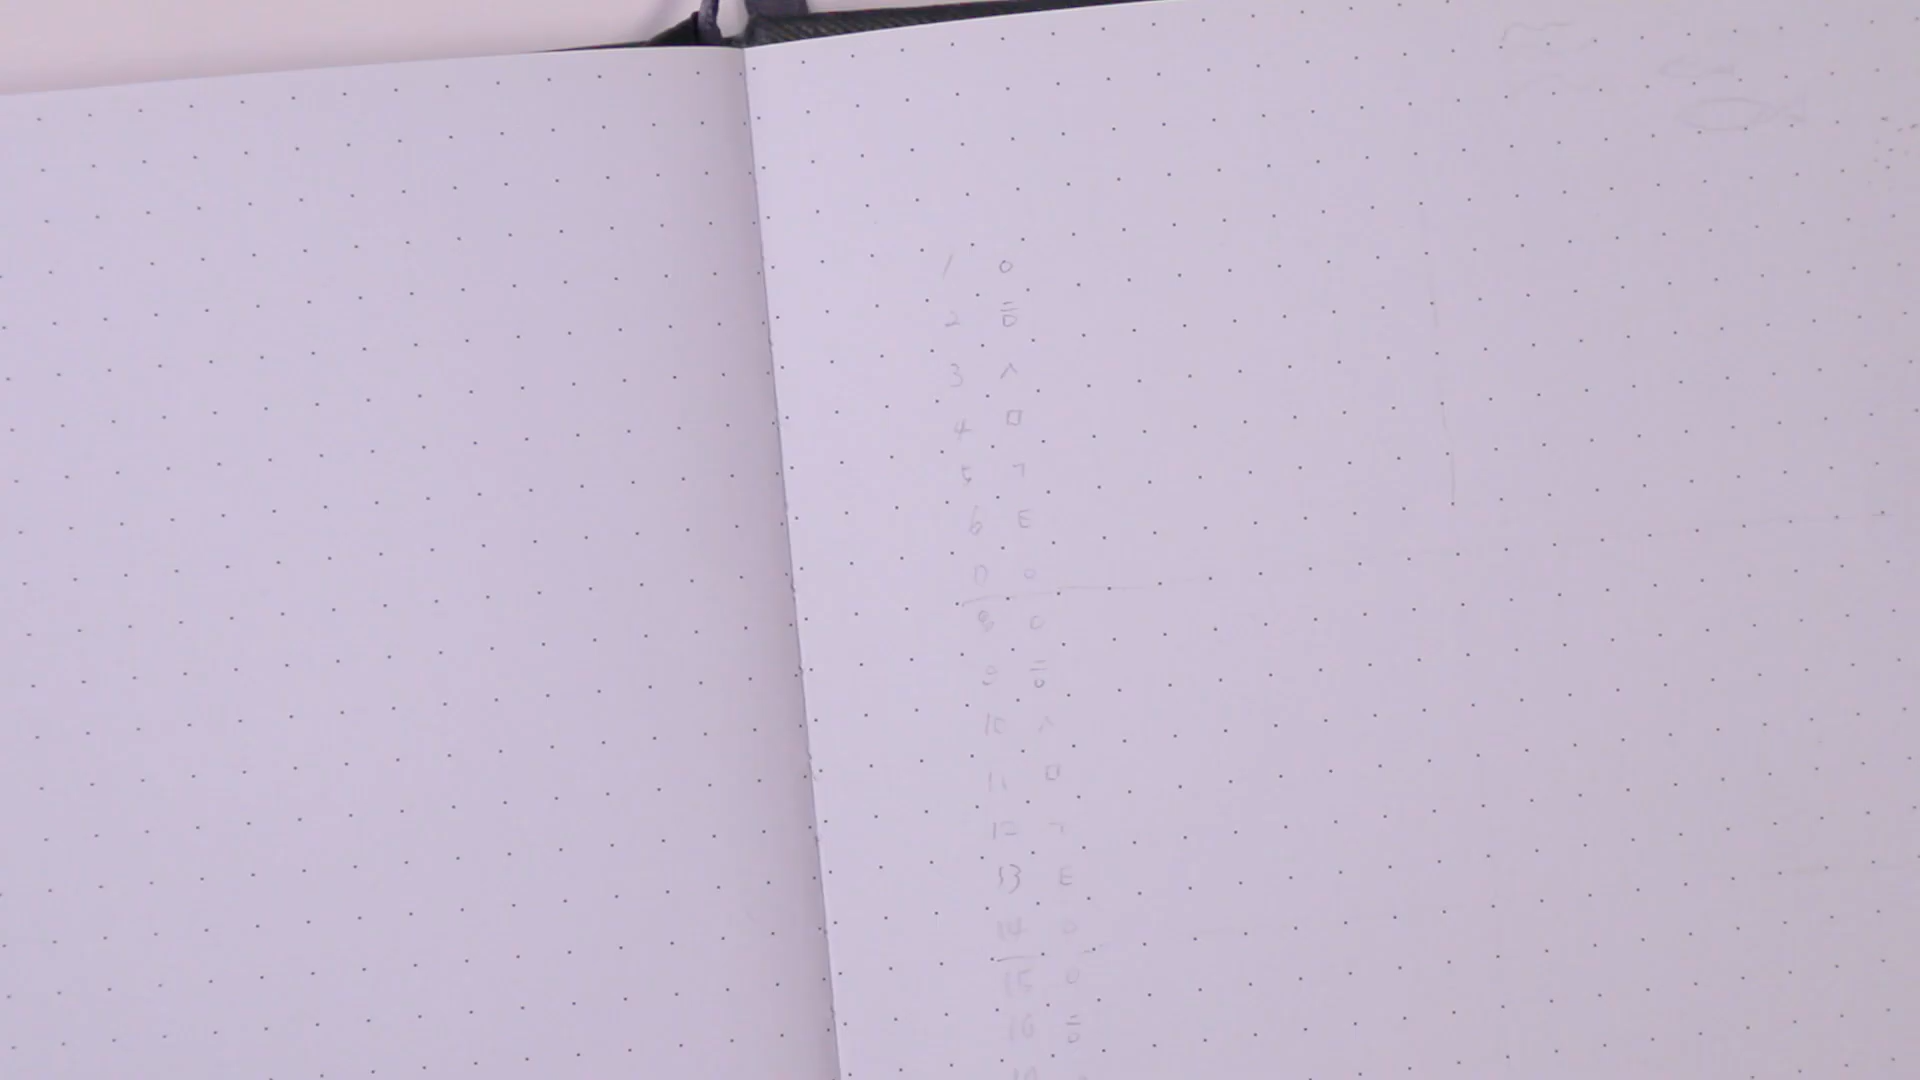 1 ㅇ
2 ㅎ
3 ㅅ
4 ㅁ
5 ㄱ
6 ㅌ
7 ㅇ
8 ㅇ
9 ㅎ
10 ㅅ
11 ㅁ
12 ㄱ
13 ㅌ
14 ㅇ
15 ㅇ
16 ㅎ